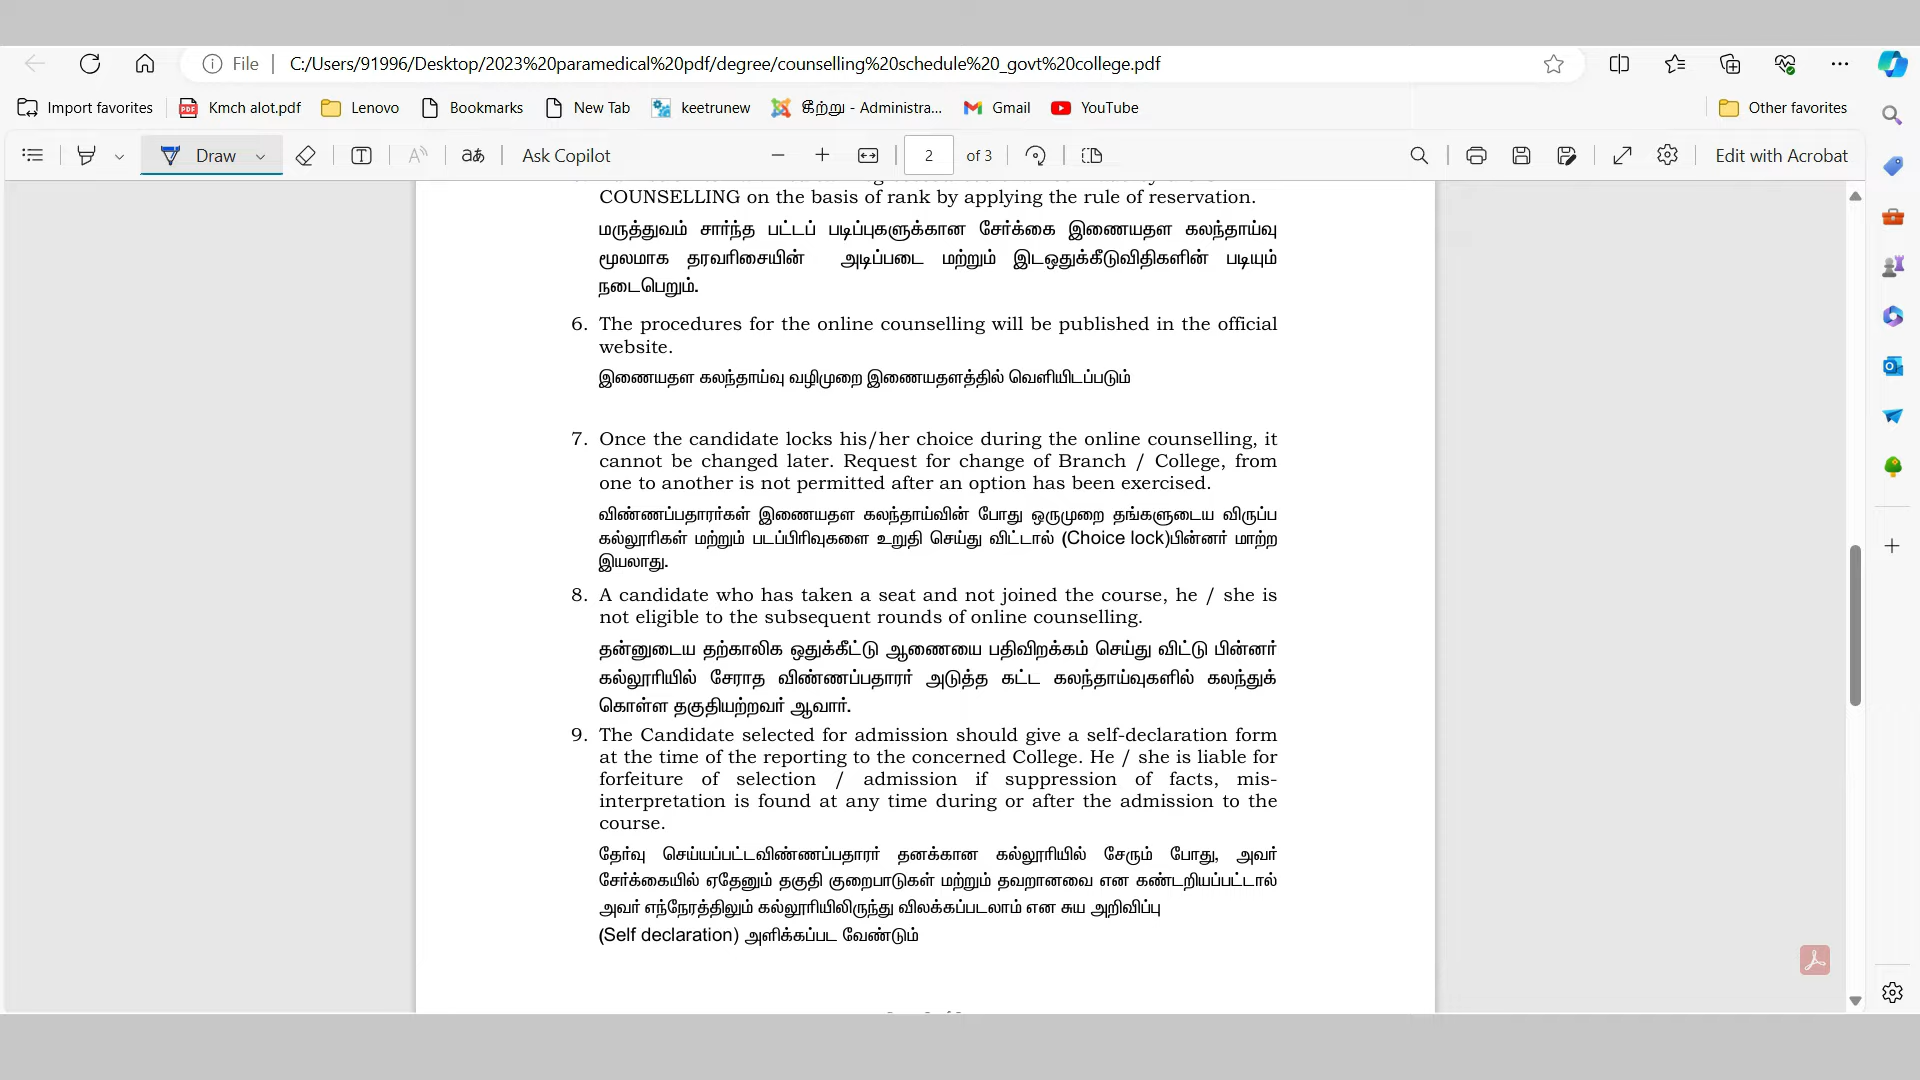 File
C:/Users/91996/Desktop/2023%20paramedical%20pdf/degree/counselling%20schedule%20_govt%20college.pdf
Import favorites Kmch alot.pdf Lenovo Bookmarks New Tab keetrunew கீற்று - Administra... Gmail YouTube Other favorites
Draw T aあ Ask Copilot 2 of 3 Edit with Acrobat
COUNSELLING on the basis of rank by applying the rule of reservation.
மருத்துவம் சார்ந்த பட்டப் படிப்புகளுக்கான சேர்க்கை இணையதள கலந்தாய்வு
மூலமாக தரவரிசையின் அடிப்படை மற்றும் இடஒதுக்கீடுவிதிகளின் படியும்
நடைபெறும்.
6. The procedures for the online counselling will be published in the official
website.
இணையதள கலந்தாய்வு வழிமுறை இணையதளத்தில் வெளியிடப்படும்
7. Once the candidate locks his/her choice during the online counselling, it
cannot be changed later. Request for change of Branch / College, from
one to another is not permitted after an option has been exercised.
விண்ணப்பதாரர்கள் இணையதள கலந்தாய்வின் போது ஒருமுறை தங்களுடைய விருப்ப
கல்லூரிகள் மற்றும் படப்பிரிவுகளை உறுதி செய்து விட்டால் (Choice lock)பின்னர் மாற்ற
இயலாது.
8. A candidate who has taken a seat and not joined the course, he / she is
not eligible to the subsequent rounds of online counselling.
தன்னுடைய தற்காலிக ஒதுக்கீட்டு ஆணையை பதிவிறக்கம் செய்து விட்டு பின்னர்
கல்லூரியில் சேராத விண்ணப்பதாரர் அடுத்த கட்ட கலந்தாய்வுகளில் கலந்துக்
கொள்ள தகுதியற்றவர் ஆவார்.
9. The Candidate selected for admission should give a self-declaration form
at the time of the reporting to the concerned College. He / she is liable for
forfeiture of selection / admission if suppression of facts, mis-
interpretation is found at any time during or after the admission to the
course.
தேர்வு செய்யப்பட்டவிண்ணப்பதாரர் தனக்கான கல்லூரியில் சேரும் போது, அவர்
சேர்க்கையில் ஏதேனும் தகுதி குறைபாடுகள் மற்றும் தவறானவை என கண்டறியப்பட்டால்
அவர் எந்நேரத்திலும் கல்லூரியிலிருந்து விலக்கப்படலாம் என சுய அறிவிப்பு
(Self declaration) அளிக்கப்பட வேண்டும்